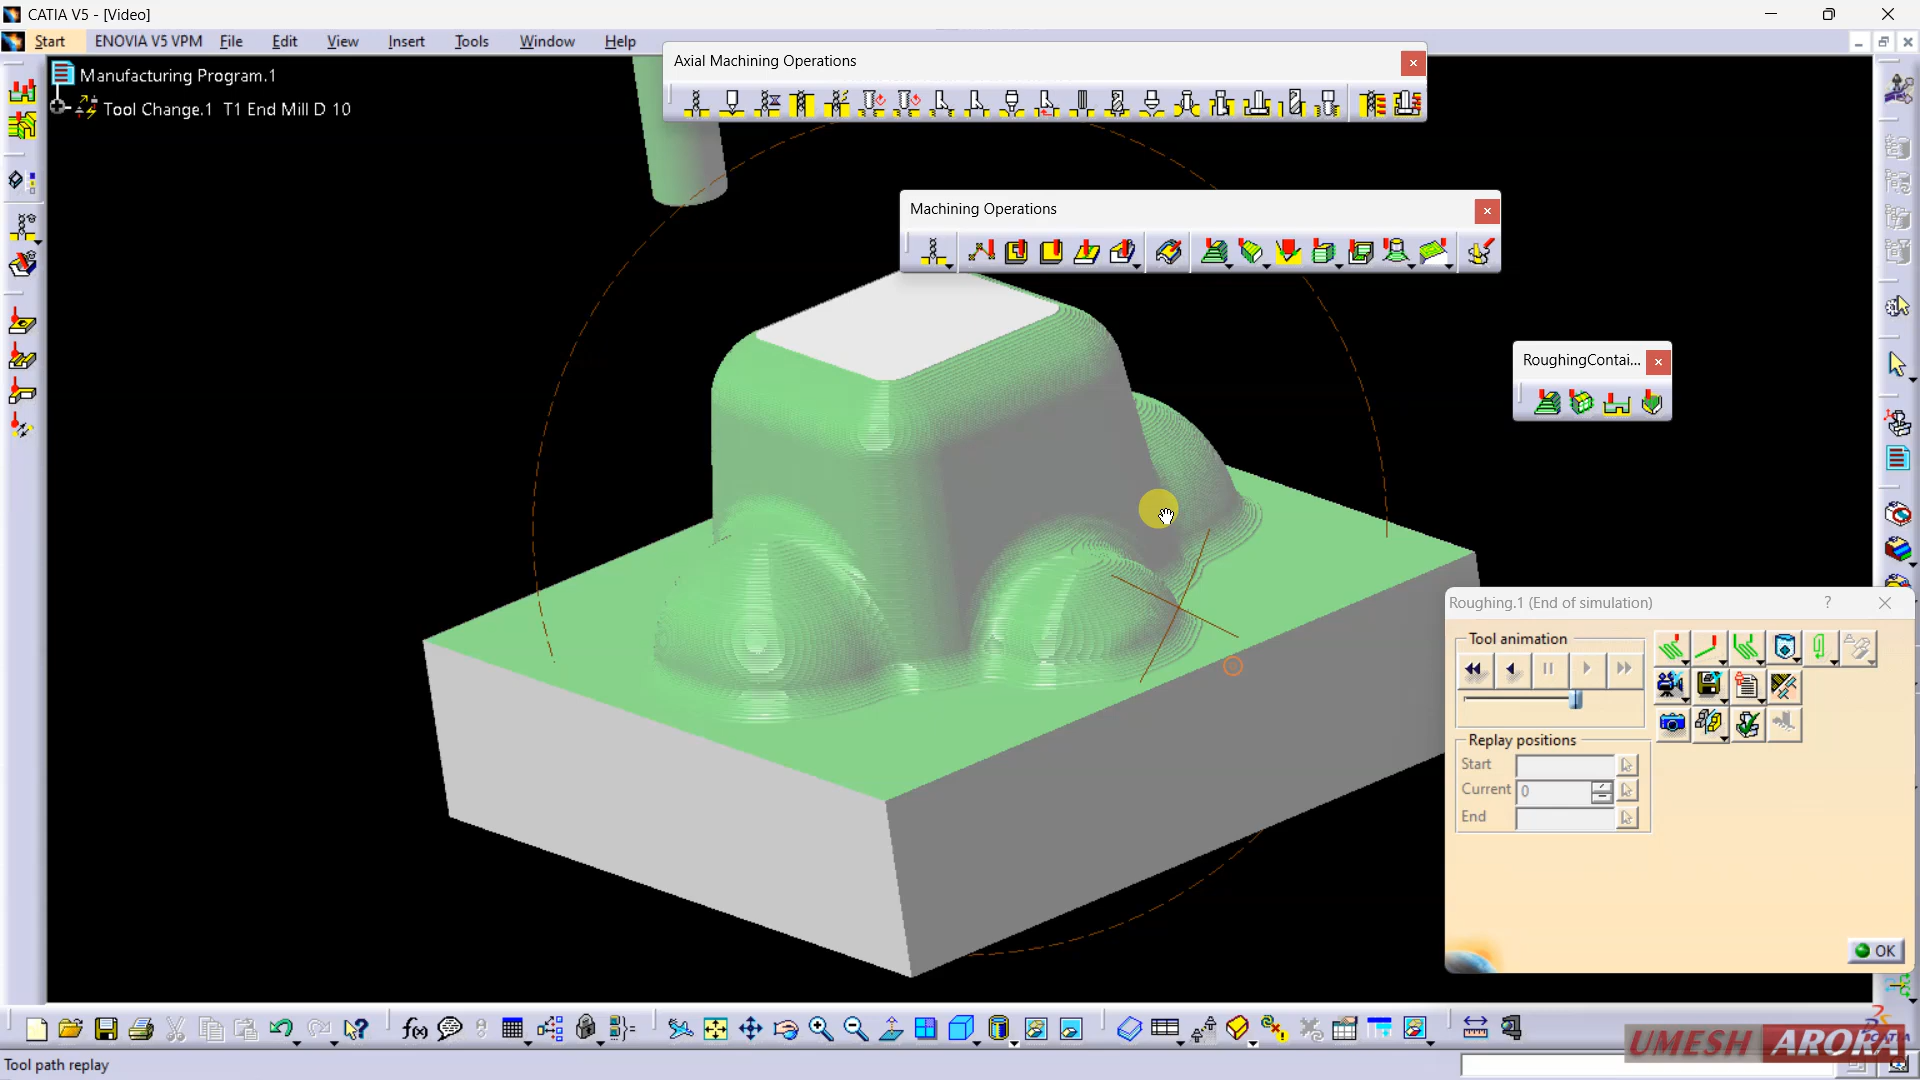 CATIA V5 - [Video]
Start ENOVIA V5 VPM File Edit View Insert Tools Window Help
Axial Machining Operations
Manufacturing Program.1
Tool Change.1 T1 End Mill D 10
Machining Operations
RoughingContai...
Roughing.1 (End of simulation) ?
Tool animation
Replay positions
Start
Current 0
End
OK
f(x)
Tool path replay
UMESH ARORA
CATIA